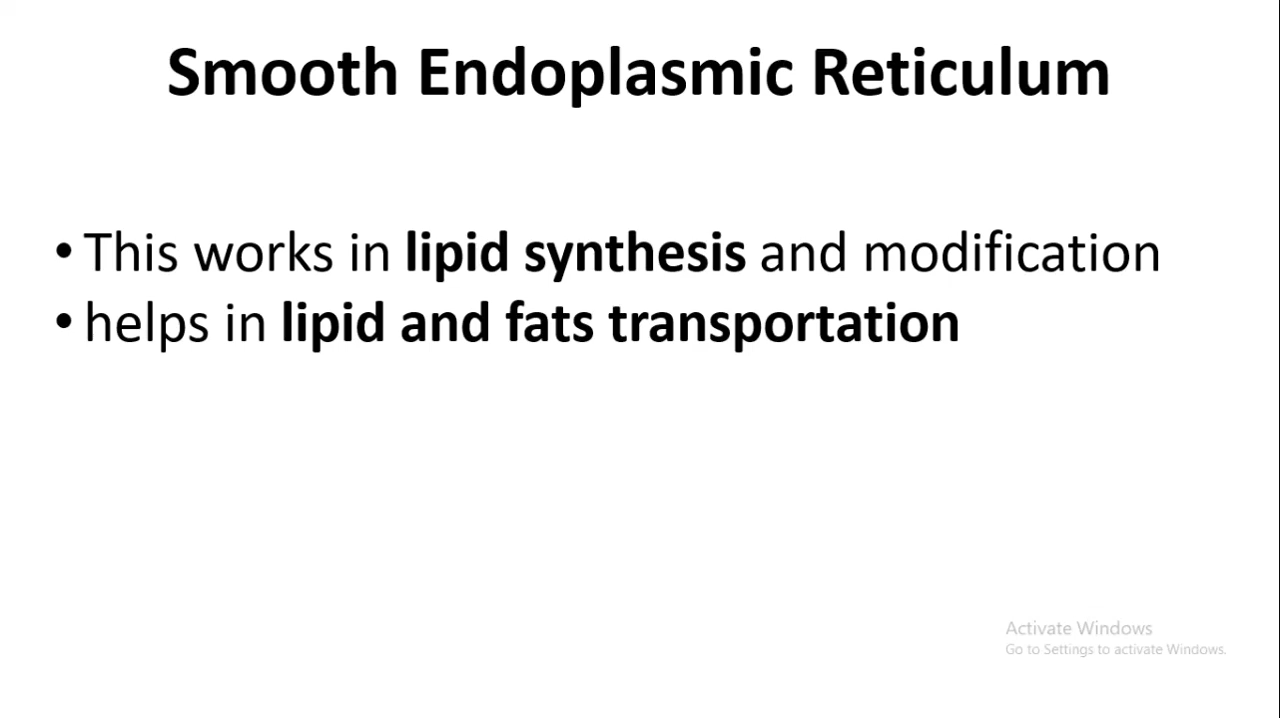 Smooth Endoplasmic Reticulum
• This works in lipid synthesis and modification
• helps in lipid and fats transportation
Activate Windows
Go to Settings to activate Windows.